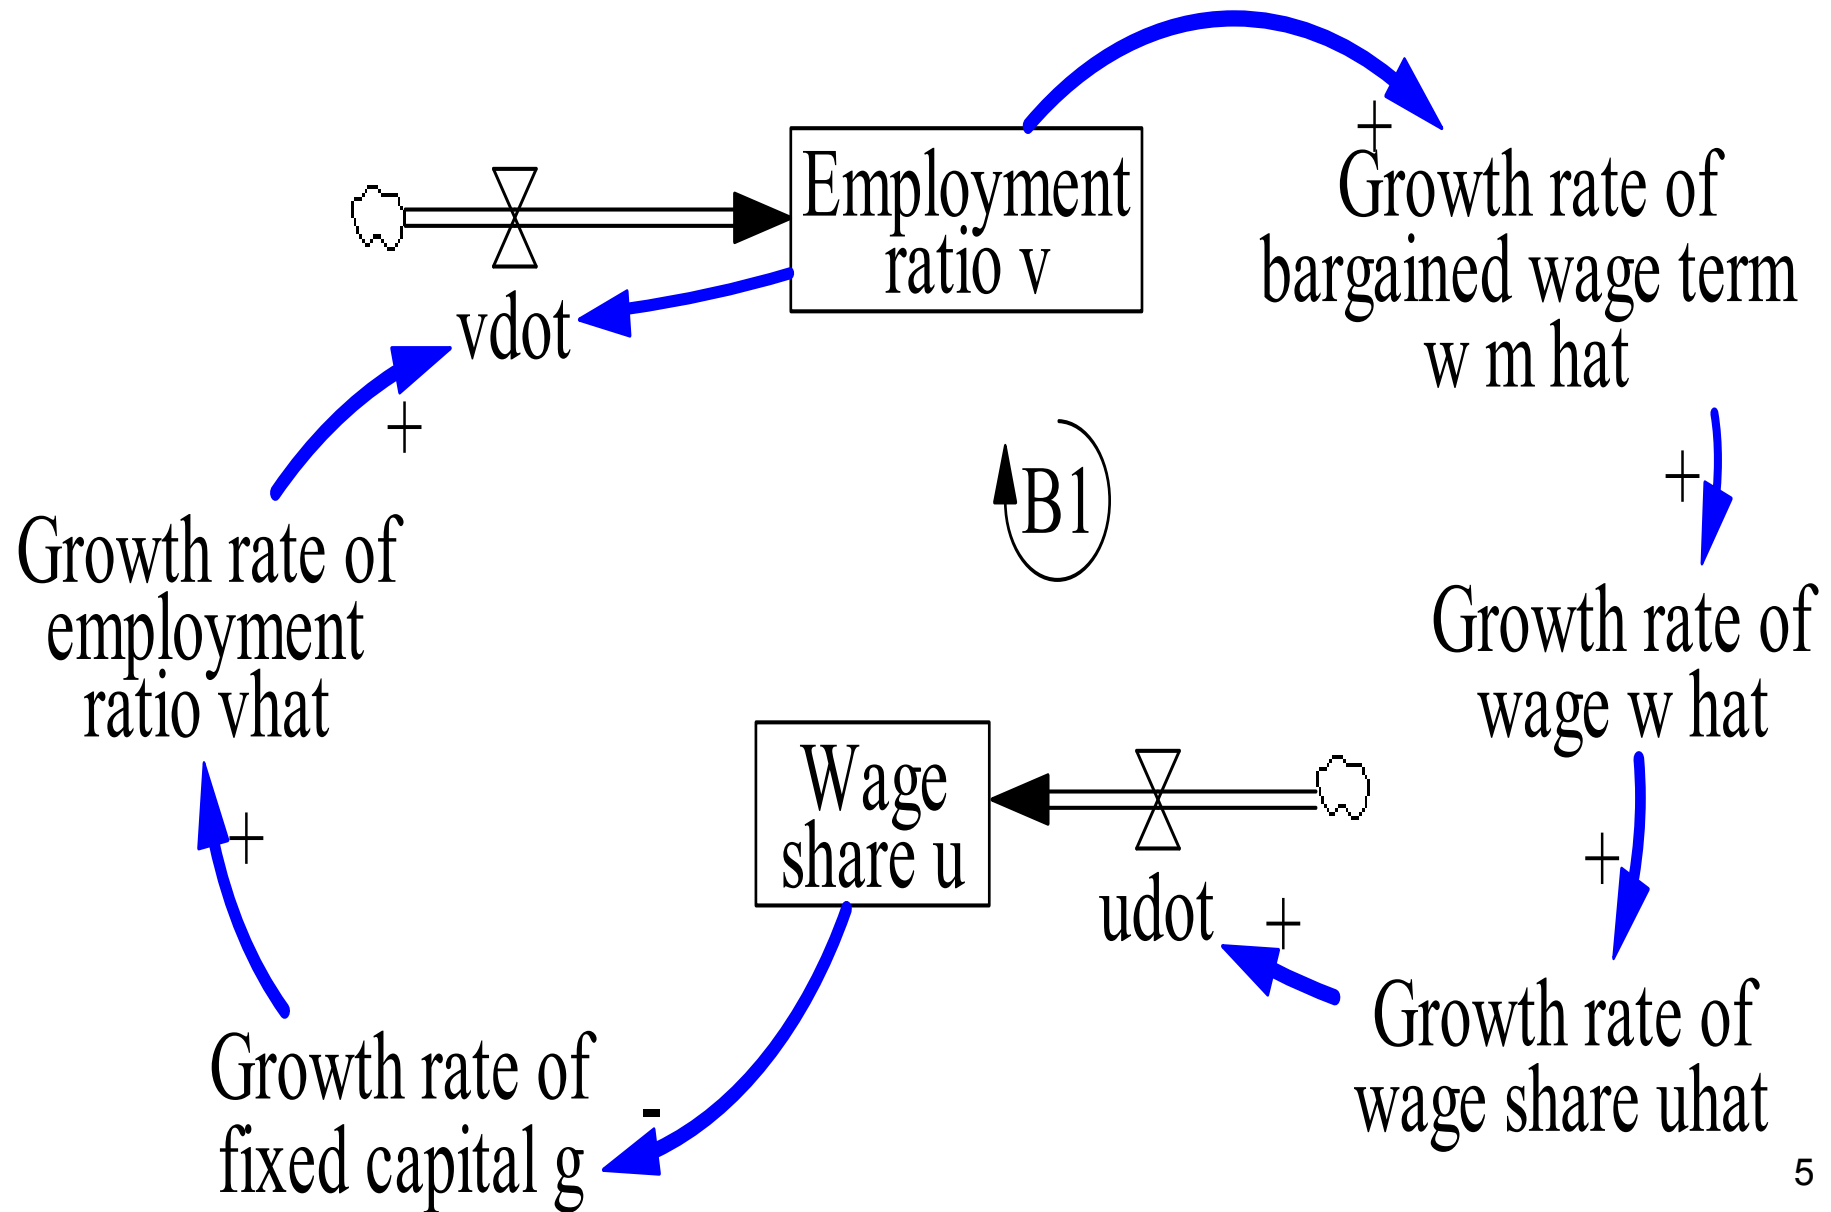 Employment
ratio v
+
Growth rate of
bargained wage term
w m hat
vdot
+
+
B1
Growth rate of
employment
ratio vhat
Growth rate of
wage w hat
Wage
share u
+
+
udot
+
Growth rate of
wage share uhat
Growth rate of
fixed capital g
-
5